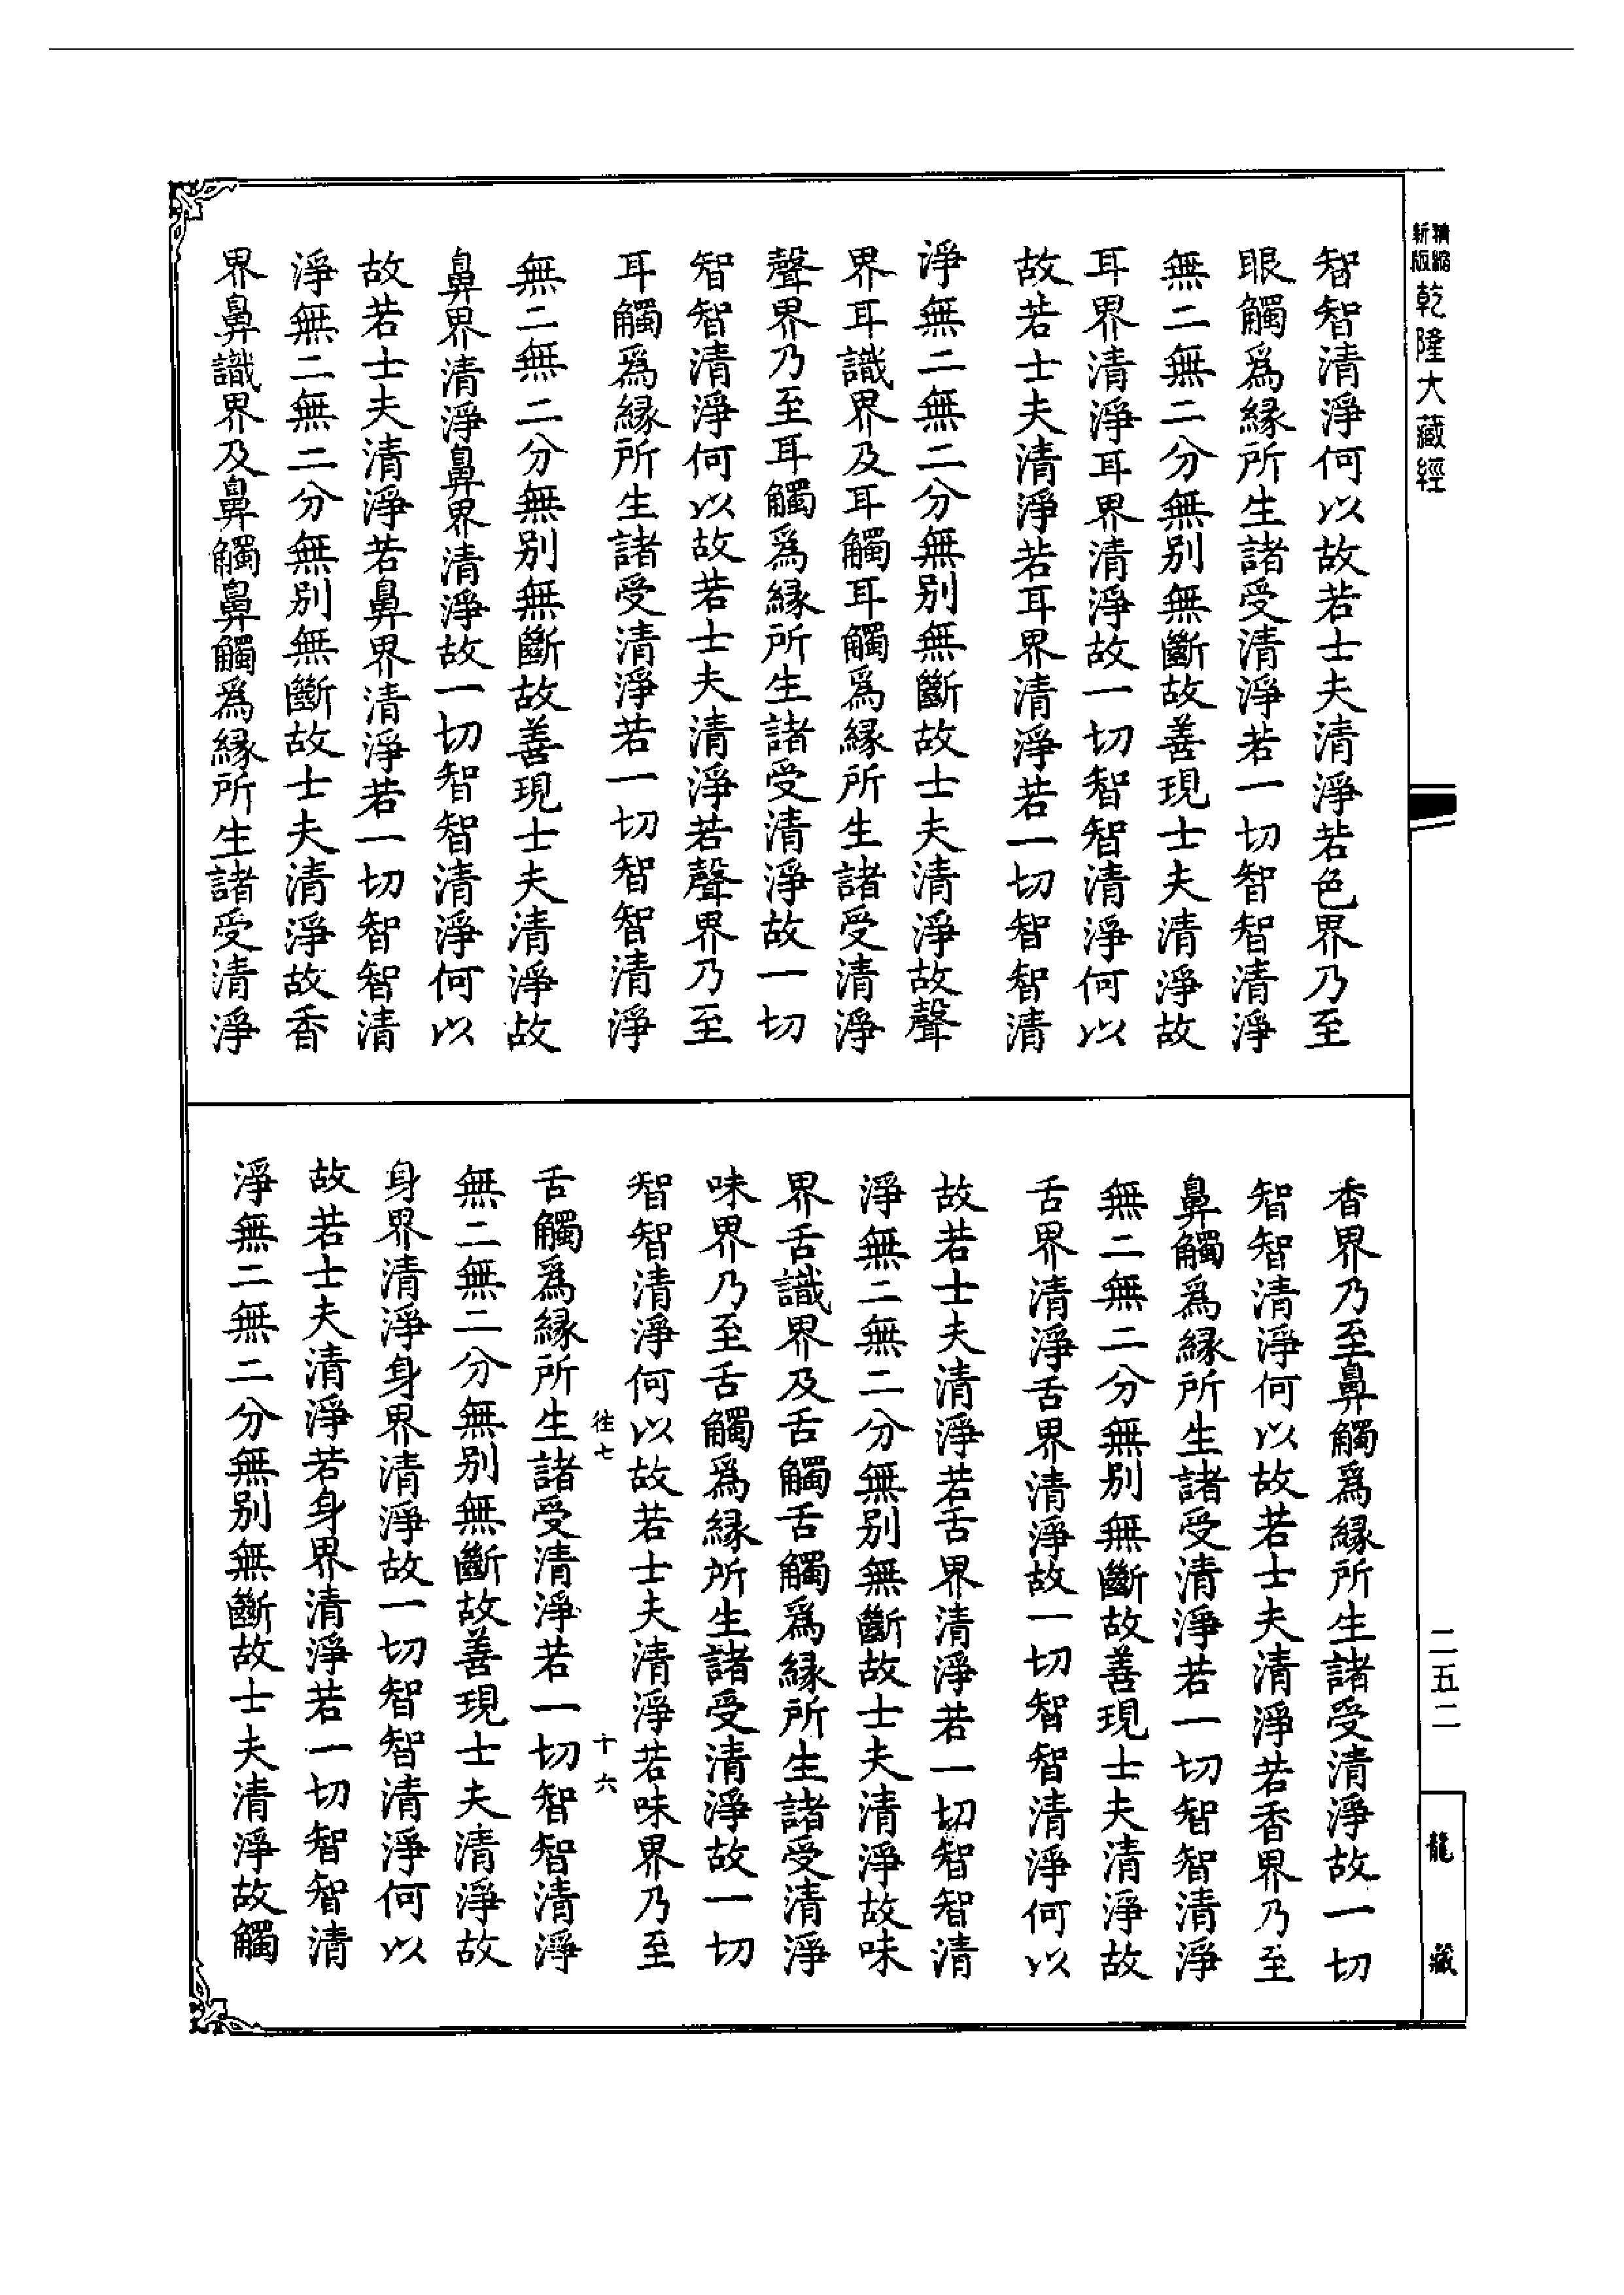 新版
精縮
乾隆大藏經
智智清淨何以故若士夫清淨若色界乃至
眼觸爲緣所生諸受清淨若一切智智清淨
無二無二分無別無斷故善現士夫清淨故
耳界清淨耳界清淨故一切智智清淨何以
故若士夫清淨若耳界清淨若一切智智清
淨無二無二分無別無斷故士夫清淨故聲
界耳識界及耳觸耳觸爲緣所生諸受清淨
聲界乃至耳觸爲緣所生諸受清淨故一切
智智清淨何以故若士夫清淨若聲界乃至
耳觸爲緣所生諸受清淨若一切智智清淨
無二無二分無別無斷故善現士夫清淨故
鼻界清淨鼻界清淨故一切智智清淨何以
故若士夫清淨若鼻界清淨若一切智智清
淨無二無二分無別無斷故士夫清淨故香
界鼻識界及鼻觸鼻觸爲緣所生諸受清淨
香界乃至鼻觸爲緣所生諸受清淨故一切
智智清淨何以故若士夫清淨若香界乃至
鼻觸爲緣所生諸受清淨若一切智智清淨
無二無二分無別無斷故善現士夫清淨故
舌界清淨舌界清淨故一切智智清淨何以
故若士夫清淨若舌界清淨若一切智智清
淨無二無二分無別無斷故士夫清淨故味
界舌識界及舌觸舌觸爲緣所生諸受清淨
味界乃至舌觸爲緣所生諸受清淨故一切
智智清淨何以故若士夫清淨若味界乃至
徃七 十六
舌觸爲緣所生諸受清淨若一切智智清淨
無二無二分無別無斷故善現士夫清淨故
身界清淨身界清淨故一切智智清淨何以
故若士夫清淨若身界清淨若一切智智清
淨無二無二分無別無斷故士夫清淨故觸
二五二
龍藏